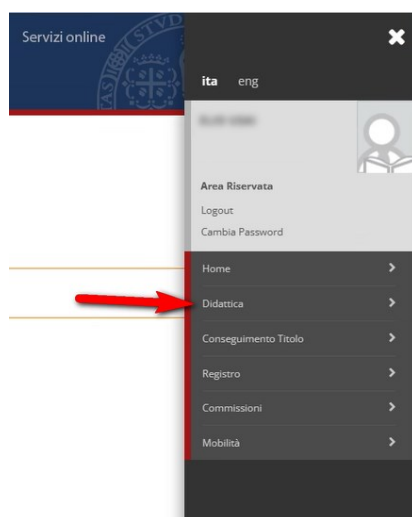 Servizi online
ita eng
Area Riservata
Logout
Cambia Password
Home
Didattica
Conseguimento Titolo
Registro
Commissioni
Mobilità